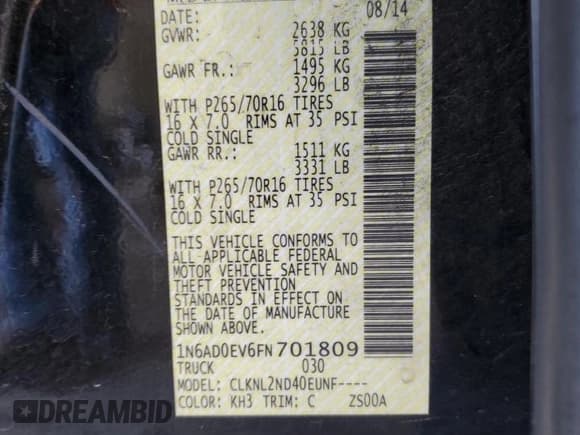 DATE: 08/14
GVWR: 2638 KG
5815 LB
GAWR FR.: 1495 KG
3296 LB
WITH P265/70R16 TIRES
16 X 7.0 RIMS AT 35 PSI
COLD SINGLE
GAWR RR.: 1511 KG
3331 LB
WITH P265/70R16 TIRES
16 X 7.0 RIMS AT 35 PSI
COLD SINGLE
THIS VEHICLE CONFORMS TO
ALL-APPLICABLE FEDERAL
MOTOR VEHICLE SAFETY AND
THEFT PREVENTION
STANDARDS IN EFFECT ON
THE DATE OF MANUFACTURE
SHOWN ABOVE.
1N6AD0EV6FN701809
TRUCK 030
MODEL: CLKNL2ND40EUNF----
COLOR: KH3 TRIM: C ZS00A
CLEARBID
VEHICLE AUCTIONS